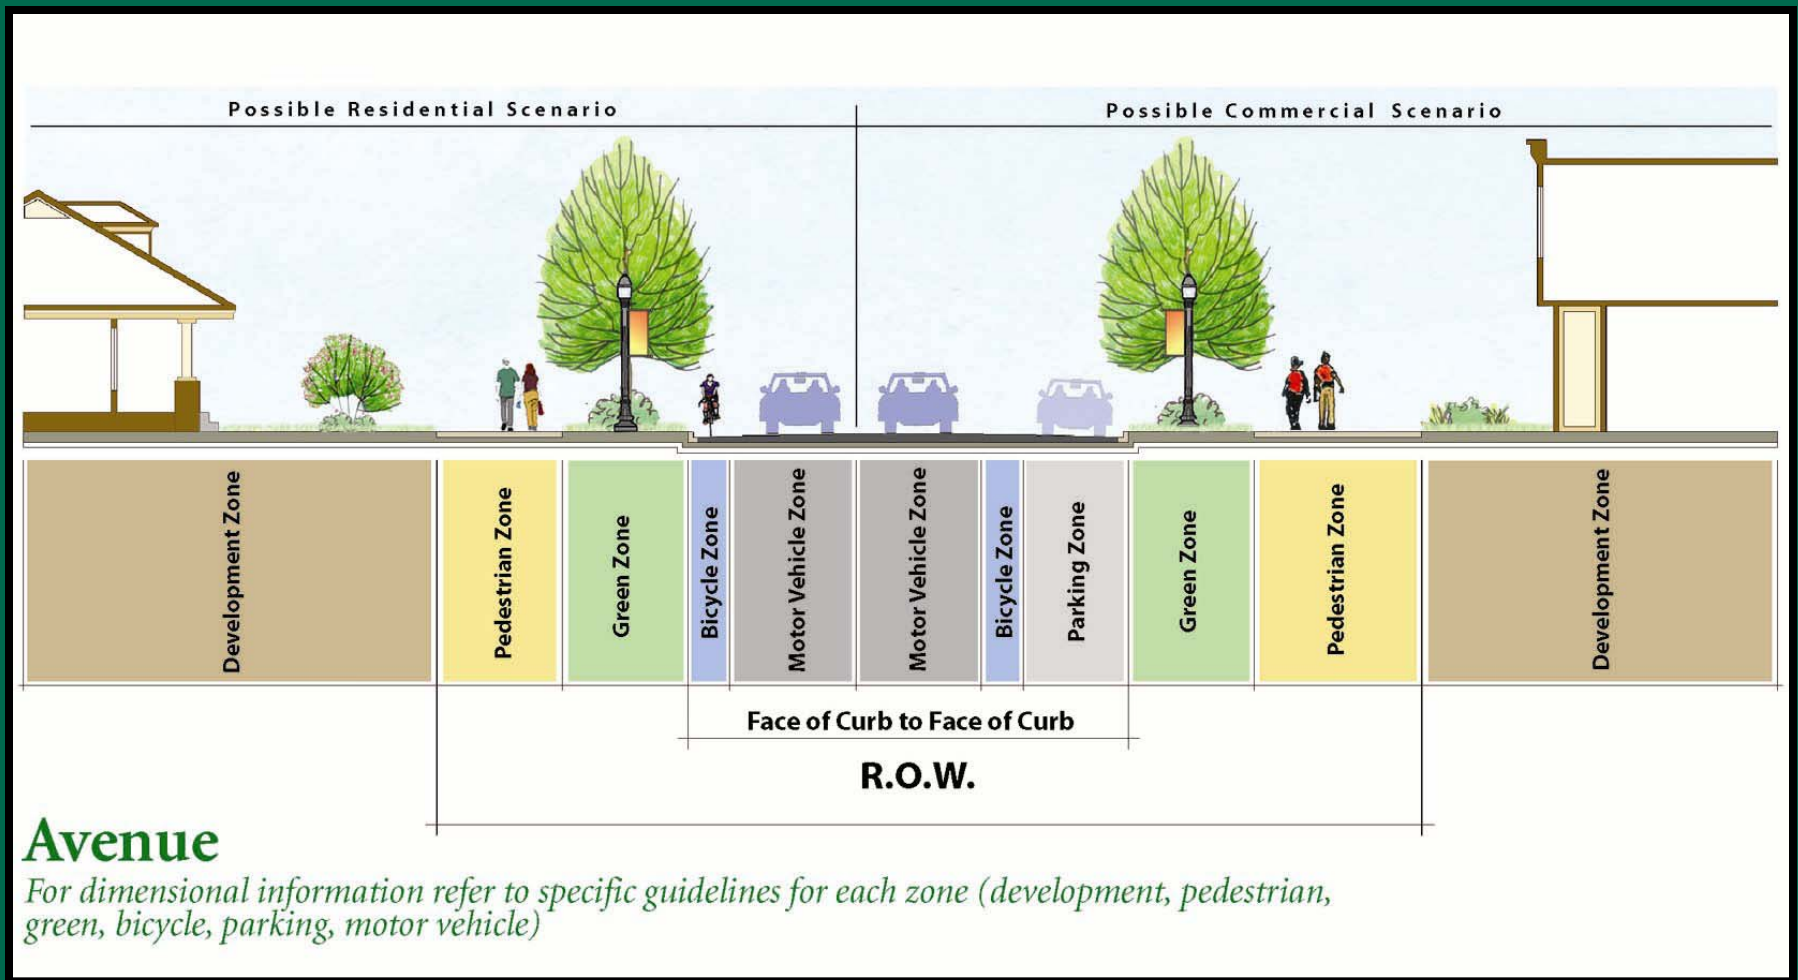 Possible Residential Scenario
Possible Commercial Scenario
Development Zone
Pedestrian Zone
Green Zone
Bicycle Zone
Motor Vehicle Zone
Motor Vehicle Zone
Bicycle Zone
Parking Zone
Green Zone
Pedestrian Zone
Development Zone
Face of Curb to Face of Curb
R.O.W.
Avenue
For dimensional information refer to specific guidelines for each zone (development, pedestrian,
green, bicycle, parking, motor vehicle)